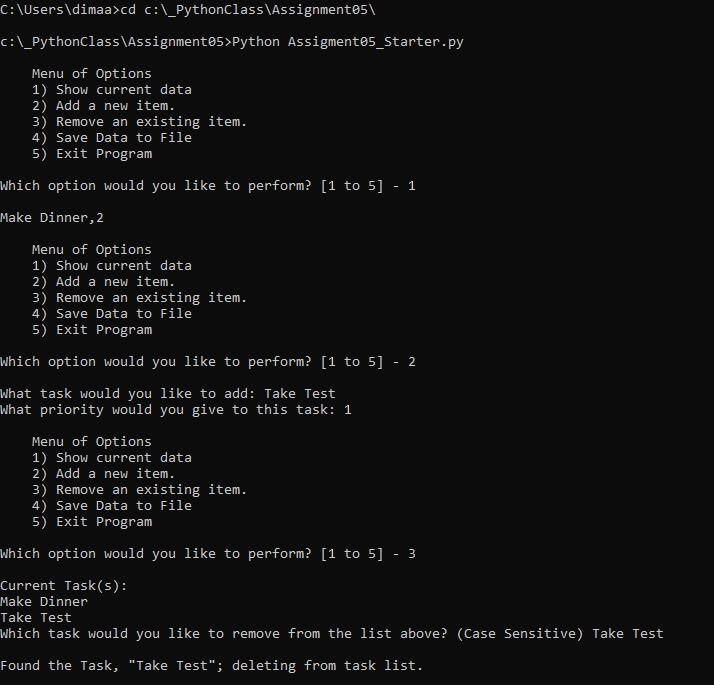 C:\Users\dimaa>cd c:\_PythonClass\Assignment05\
c:\_PythonClass\Assignment05>Python Assigment05_Starter.py
Menu of Options
1) Show current data
2) Add a new item.
3) Remove an existing item.
4) Save Data to File
5) Exit Program
Which option would you like to perform? [1 to 5] - 1
Make Dinner,2
Menu of Options
1) Show current data
2) Add a new item.
3) Remove an existing item.
4) Save Data to File
5) Exit Program
Which option would you like to perform? [1 to 5] - 2
What task would you like to add: Take Test
What priority would you give to this task: 1
Menu of Options
1) Show current data
2) Add a new item.
3) Remove an existing item.
4) Save Data to File
5) Exit Program
Which option would you like to perform? [1 to 5] - 3
Current Task(s):
Make Dinner
Take Test
Which task would you like to remove from the list above? (Case Sensitive) Take Test
Found the Task, "Take Test"; deleting from task list.